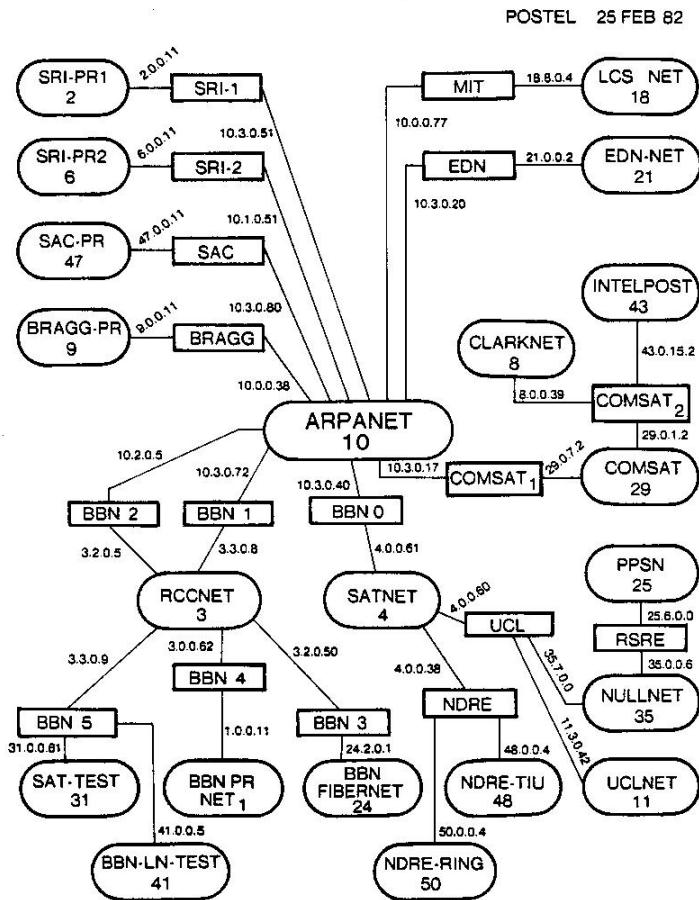 POSTEL 25 FEB 82
SRI-PR1
2
2.0.0.11
SRI-1
10.3.0.51
MIT
18.8.0.4
10.0.0.77
LCS NET
18
SRI-PR2
6
6.0.0.11
SRI-2
10.1.0.51
EDN
21.0.0.2
10.3.0.20
EDN-NET
21
SAC-PR
47
47.0.0.11
SAC
10.3.0.80
INTELPOST
43
43.0.15.2
BRAGG-PR
9
9.0.0.11
BRAGG
10.0.0.38
CLARKNET
8
8.0.0.39
COMSAT2
29.0.1.2
ARPANET
10
10.3.0.17
COMSAT1
29.0.7.2
COMSAT
29
10.2.0.5
10.3.0.72
10.3.0.40
BBN 2
BBN 1
BBN 0
3.2.0.5
3.3.0.8
4.0.0.61
RCCNET
3
SATNET
4
4.0.0.60
UCL
PPSN
25
25.6.0.0
RSRE
35.0.0.6
3.3.0.9
3.0.0.62
3.2.0.50
4.0.0.38
35.7.0.0
11.3.0.42
BBN 4
NDRE
NULLNET
35
BBN 5
BBN 3
31.0.0.61
1.0.0.11
24.2.0.1
48.0.0.4
SAT-TEST
31
BBN PR
NET1
BBN
FIBERNET
24
NDRE-TIU
48
UCLNET
11
41.0.0.5
50.0.0.4
BBN-LN-TEST
41
NDRE-RING
50